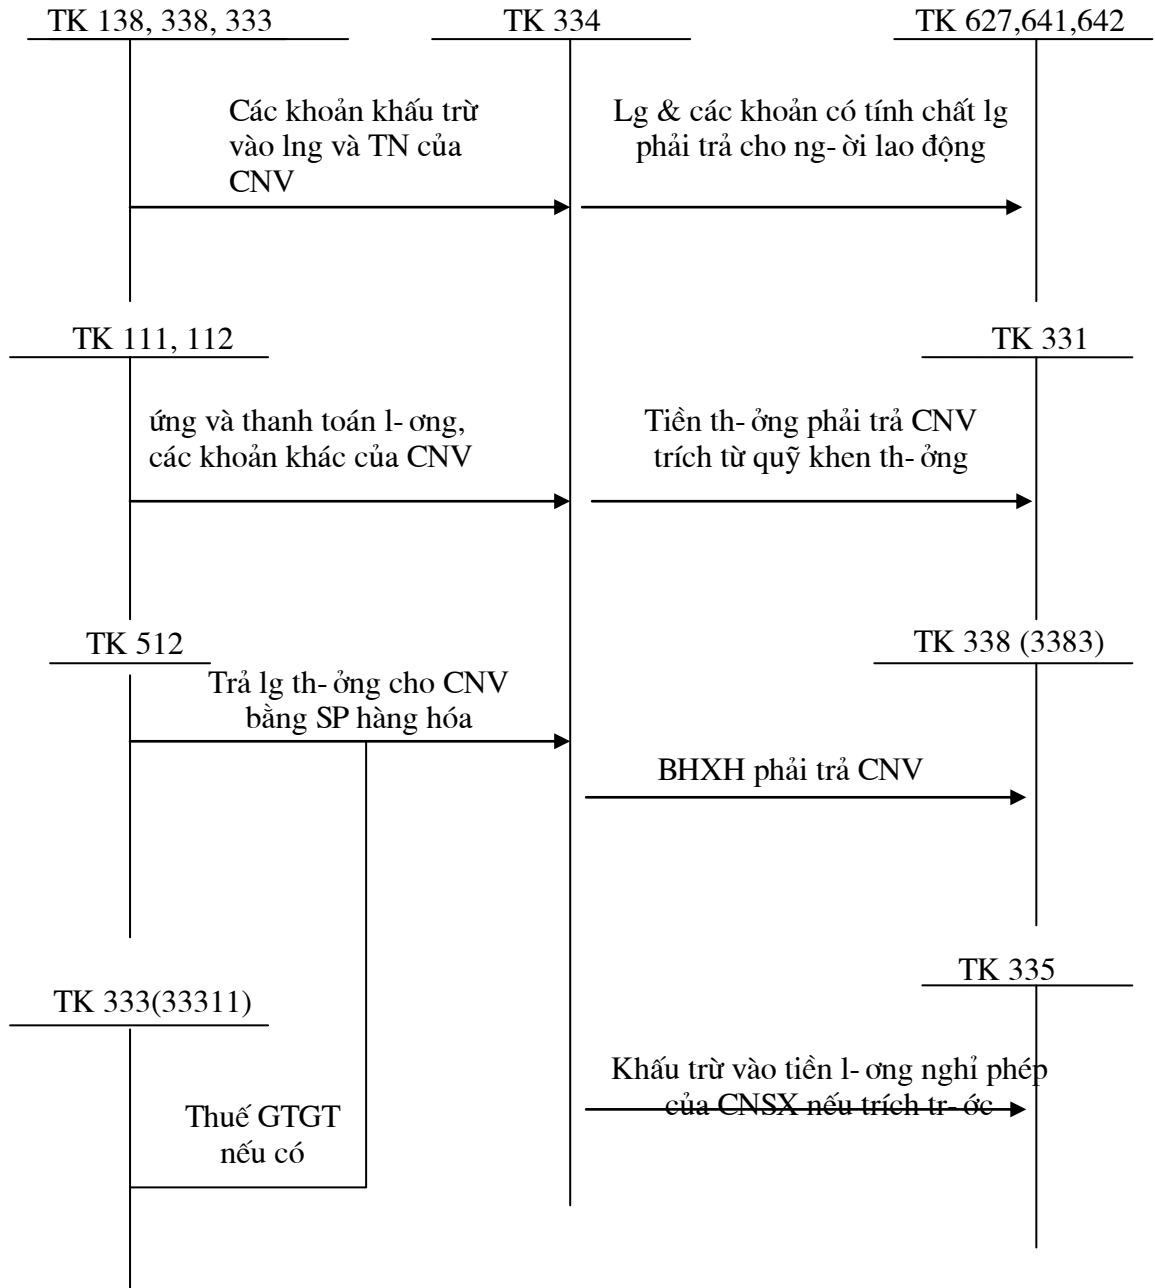 TK 138, 338, 333
TK 334
TK 627,641,642
Các khoản khấu trừ
vào lng và TN của
CNV
Lg & các khoản có tính chất lg
phải trả cho ng- ời lao động
TK 111, 112
TK 331
ứng và thanh toán l- ơng,
các khoản khác của CNV
Tiền th- ởng phải trả CNV
trích từ quỹ khen th- ởng
TK 512
TK 338 (3383)
Trả lg th- ởng cho CNV
bằng SP hàng hóa
BHXH phải trả CNV
TK 335
TK 333(33311)
Khấu trừ vào tiền l- ơng nghỉ phép
của CNSX nếu trích tr- ớc
Thuế GTGT
nếu có